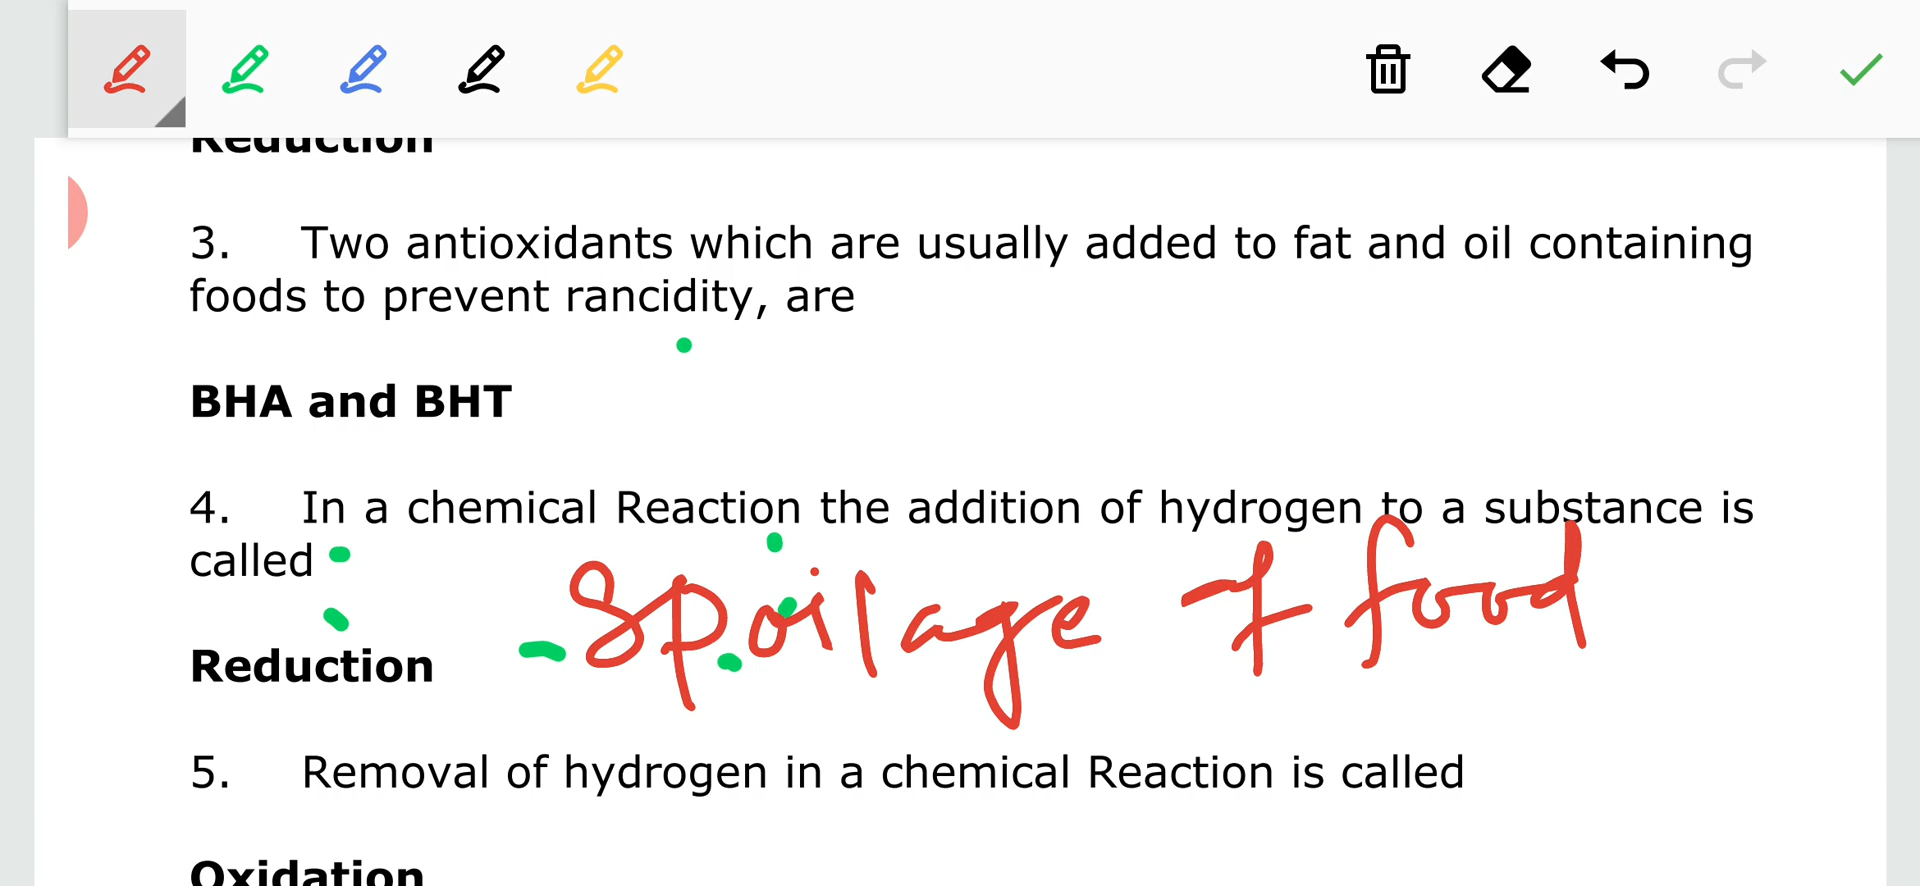 Reduction
3. Two antioxidants which are usually added to fat and oil containing
foods to prevent rancidity, are
BHA and BHT
4. In a chemical Reaction the addition of hydrogen to a substance is
called
Spoilage of food
Reduction
5. Removal of hydrogen in a chemical Reaction is called
Oxidation